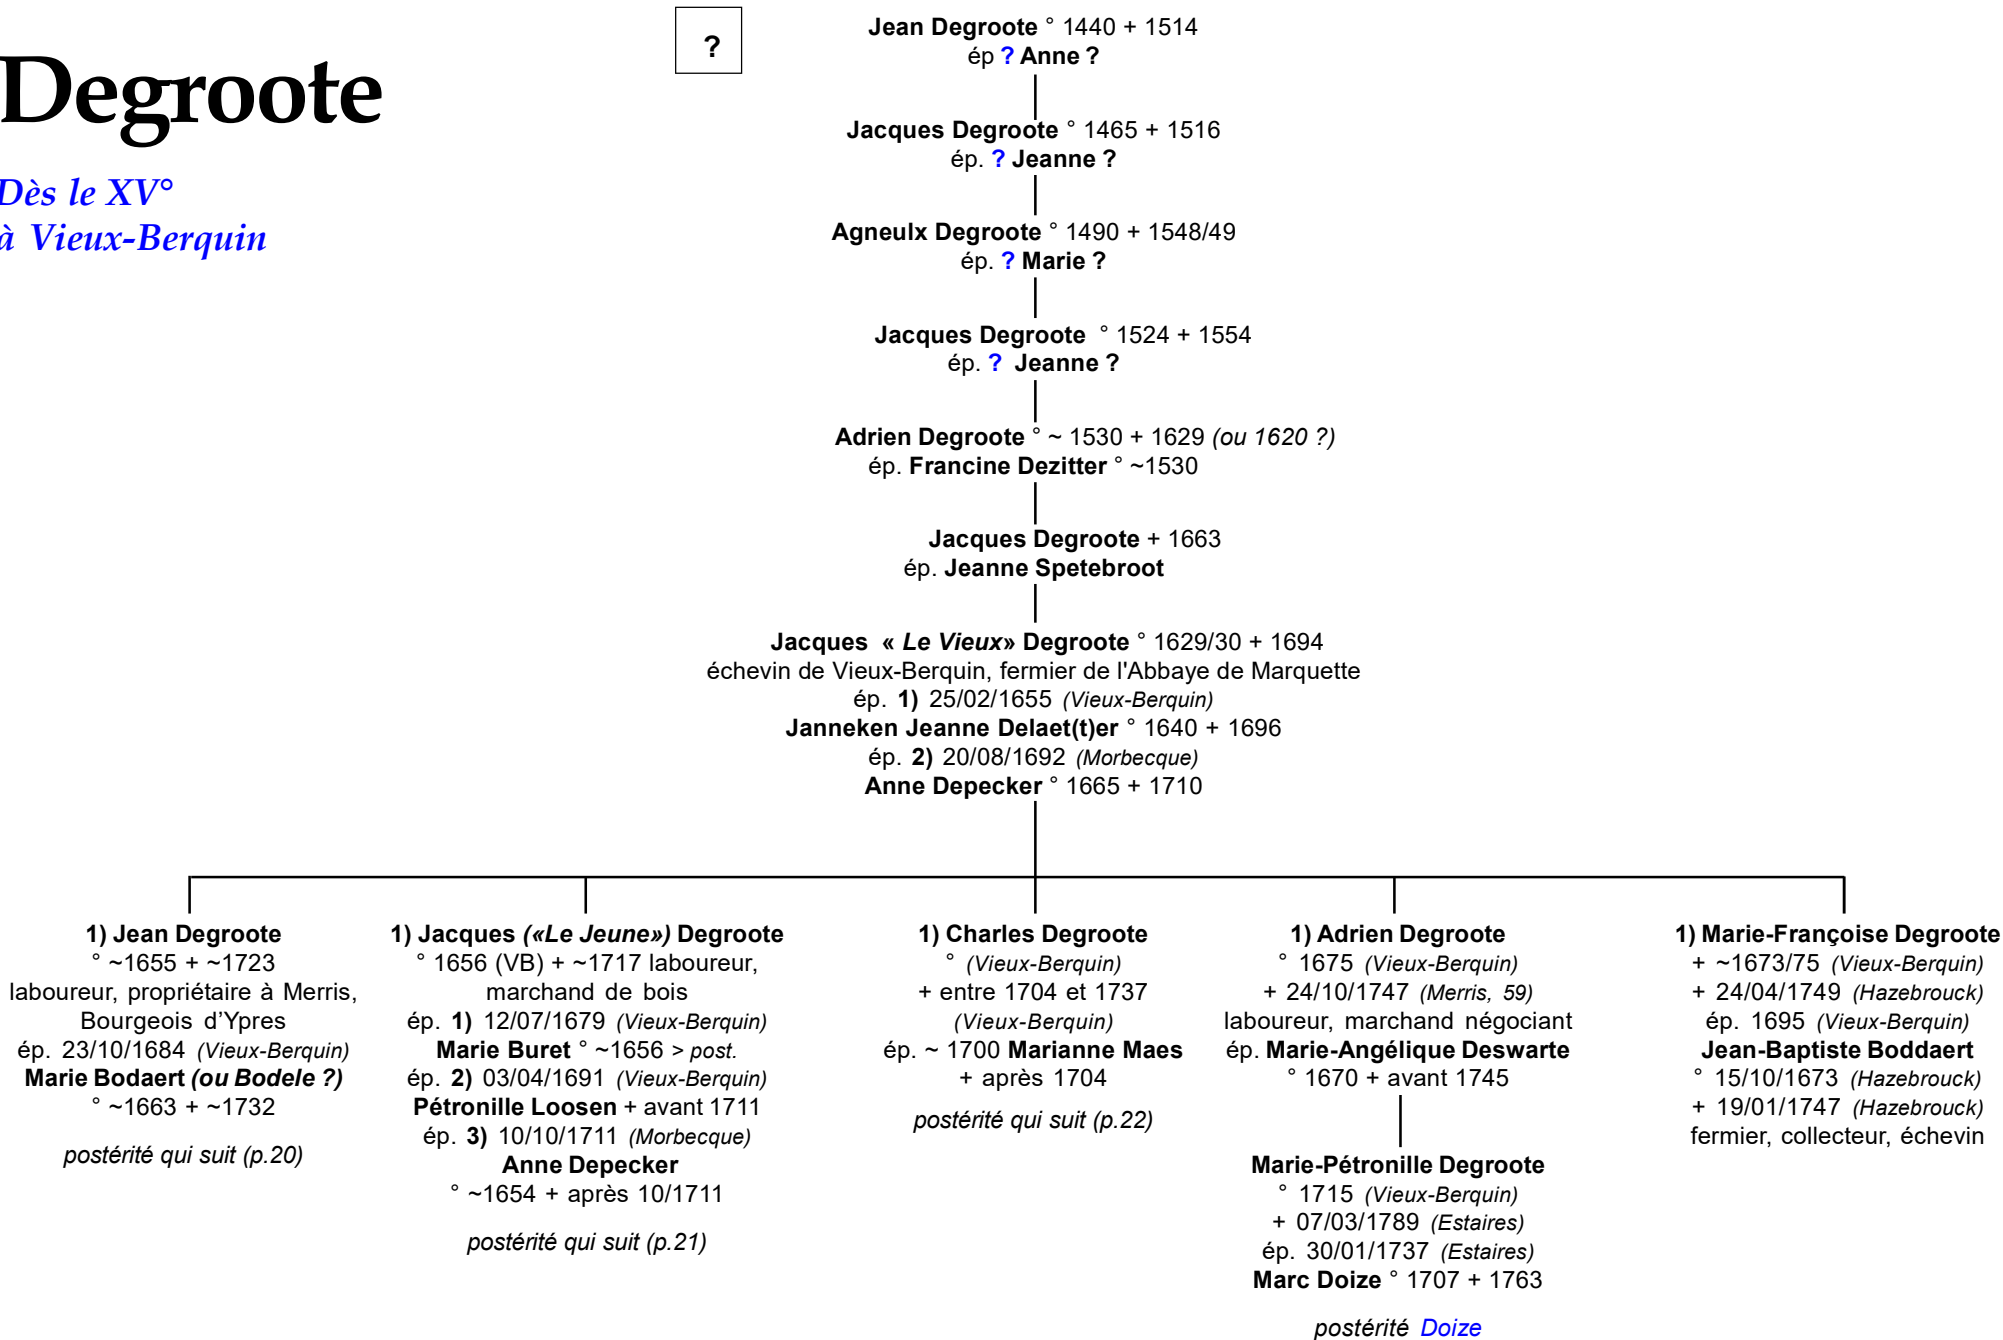 Degroote
Dès le XV°
à Vieux-Berquin
?
Jean Degroote ° 1440 + 1514
ép ? Anne ?
Jacques Degroote ° 1465 + 1516
ép. ? Jeanne ?
Agneulx Degroote ° 1490 + 1548/49
ép. ? Marie ?
Jacques Degroote ° 1524 + 1554
ép. ? Jeanne ?
Adrien Degroote ° ~ 1530 + 1629 (ou 1620 ?)
ép. Francine Dezitter ° ~1530
Jacques Degroote + 1663
ép. Jeanne Spetebroot
Jacques « Le Vieux» Degroote ° 1629/30 + 1694
échevin de Vieux-Berquin, fermier de l'Abbaye de Marquette
ép. 1) 25/02/1655 (Vieux-Berquin)
Janneken Jeanne Delaet(t)er ° 1640 + 1696
ép. 2) 20/08/1692 (Morbecque)
Anne Depecker ° 1665 + 1710
1) Jean Degroote
° ~1655 + ~1723
laboureur, propriétaire à Merris,
Bourgeois d'Ypres
ép. 23/10/1684 (Vieux-Berquin)
Marie Bodaert (ou Bodele ?)
° ~1663 + ~1732
postérité qui suit (p.20)
1) Jacques («Le Jeune») Degroote
° 1656 (VB) + ~1717 laboureur,
marchand de bois
ép. 1) 12/07/1679 (Vieux-Berquin)
Marie Buret ° ~1656 > post.
ép. 2) 03/04/1691 (Vieux-Berquin)
Pétronille Loosen + avant 1711
ép. 3) 10/10/1711 (Morbecque)
Anne Depecker
° ~1654 + après 10/1711
postérité qui suit (p.21)
1) Charles Degroote
° (Vieux-Berquin)
+ entre 1704 et 1737
(Vieux-Berquin)
ép. ~ 1700 Marianne Maes
+ après 1704
postérité qui suit (p.22)
1) Adrien Degroote
° 1675 (Vieux-Berquin)
+ 24/10/1747 (Merris, 59)
laboureur, marchand négociant
ép. Marie-Angélique Deswarte
° 1670 + avant 1745
Marie-Pétronille Degroote
° 1715 (Vieux-Berquin)
+ 07/03/1789 (Estaires)
ép. 30/01/1737 (Estaires)
Marc Doize ° 1707 + 1763
postérité Doize
1) Marie-Françoise Degroote
+ ~1673/75 (Vieux-Berquin)
+ 24/04/1749 (Hazebrouck)
ép. 1695 (Vieux-Berquin)
Jean-Baptiste Boddaert
° 15/10/1673 (Hazebrouck)
+ 19/01/1747 (Hazebrouck)
fermier, collecteur, échevin